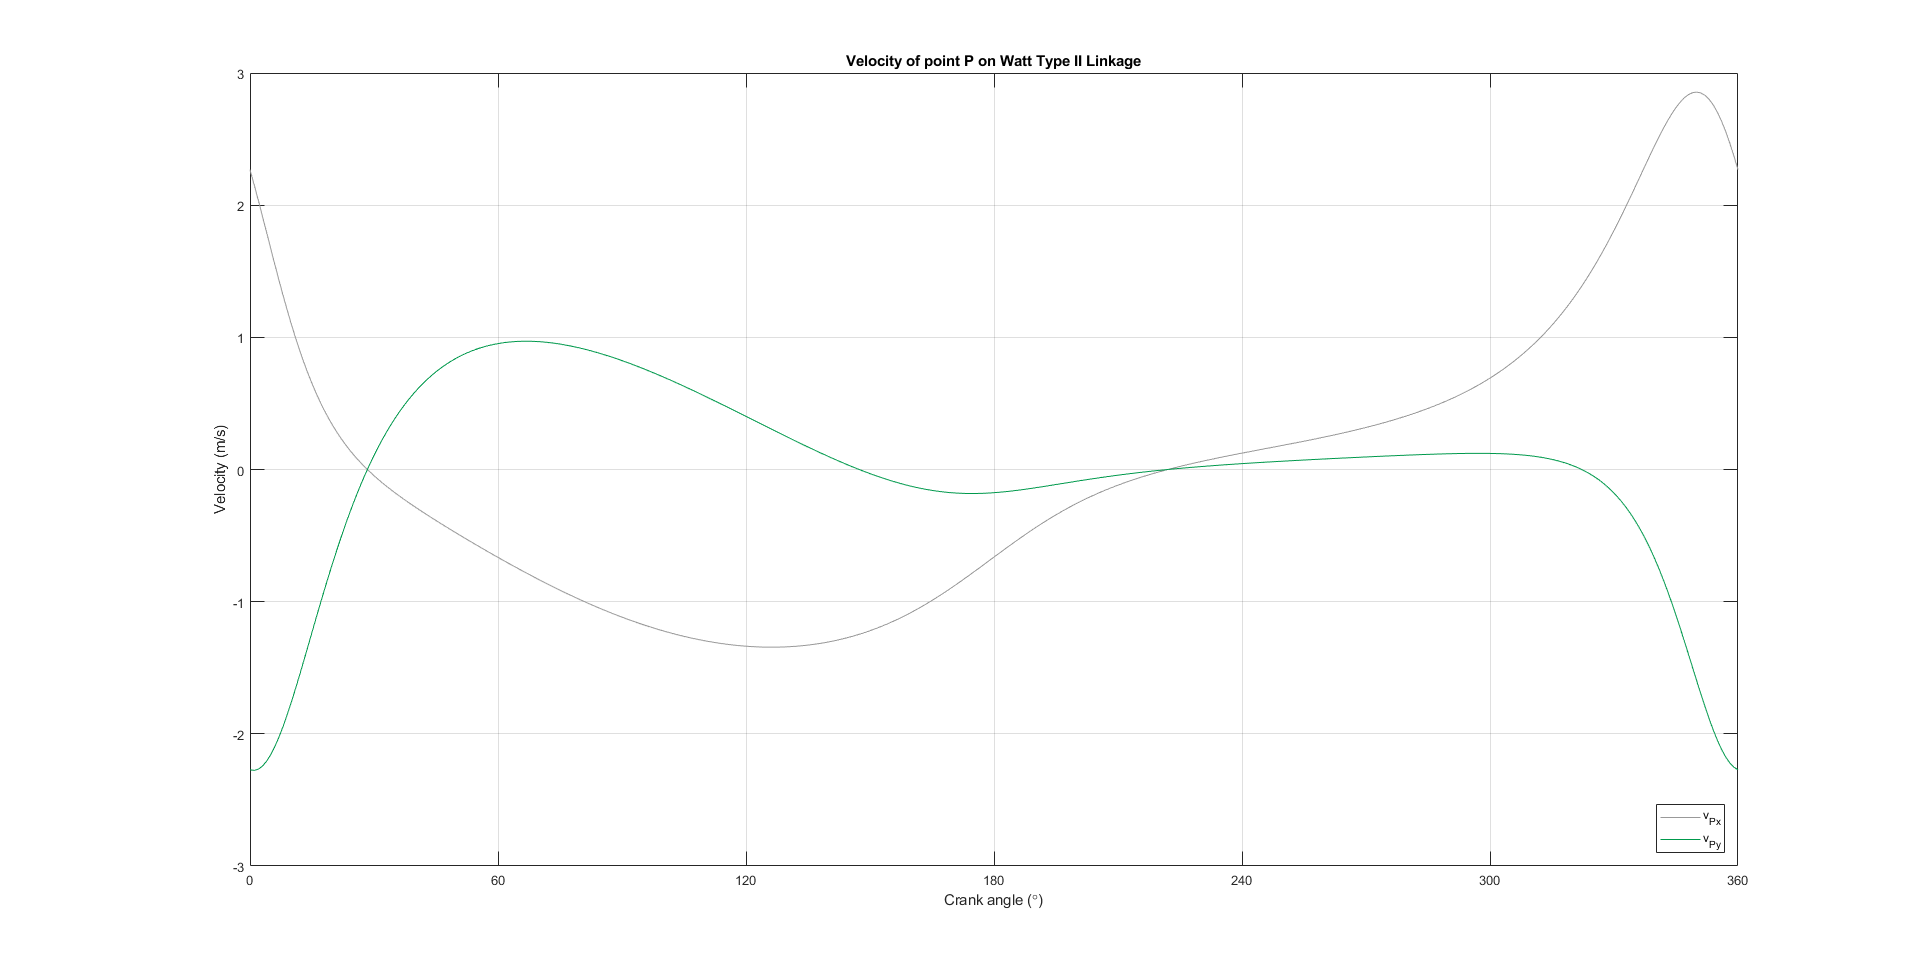 Velocity of point P on Watt Type II Linkage
3
2
1
0
-1
-2
-3
Velocity (m/s)
0 60 120 180 240 300 360
Crank angle (°)
vPx
vPy